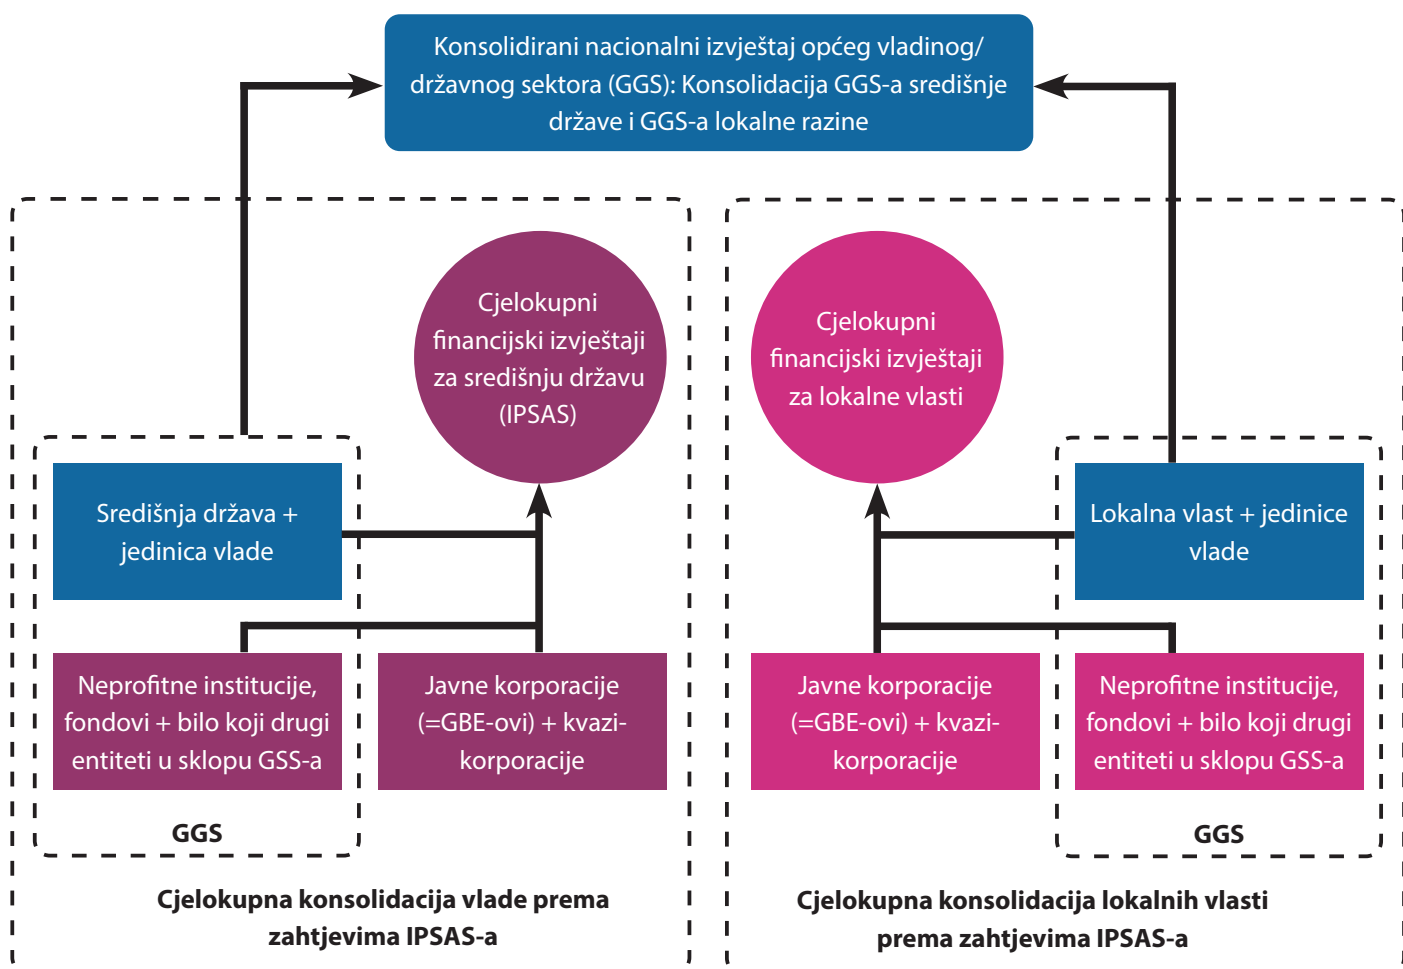 Konsolidirani nacionalni izvještaj općeg vladinog/
državnog sektora (GGS): Konsolidacija GGS-a središnje
države i GGS-a lokalne razine
Cjelokupni
financijski izvještaji
za središnju državu
(IPSAS)
Cjelokupni
financijski izvještaji
za lokalne vlasti
Središnja država +
jedinica vlade
Lokalna vlast + jedinice
vlade
Neprofitne institucije,
fondovi + bilo koji drugi
entiteti u sklopu GSS-a
Javne korporacije
(=GBE-ovi) + kvazi-
korporacije
Javne korporacije
(=GBE-ovi) + kvazi-
korporacije
Neprofitne institucije,
fondovi + bilo koji drugi
entiteti u sklopu GSS-a
GGS
GGS
Cjelokupna konsolidacija vlade prema
zahtjevima IPSAS-a
Cjelokupna konsolidacija lokalnih vlasti
prema zahtjevima IPSAS-a